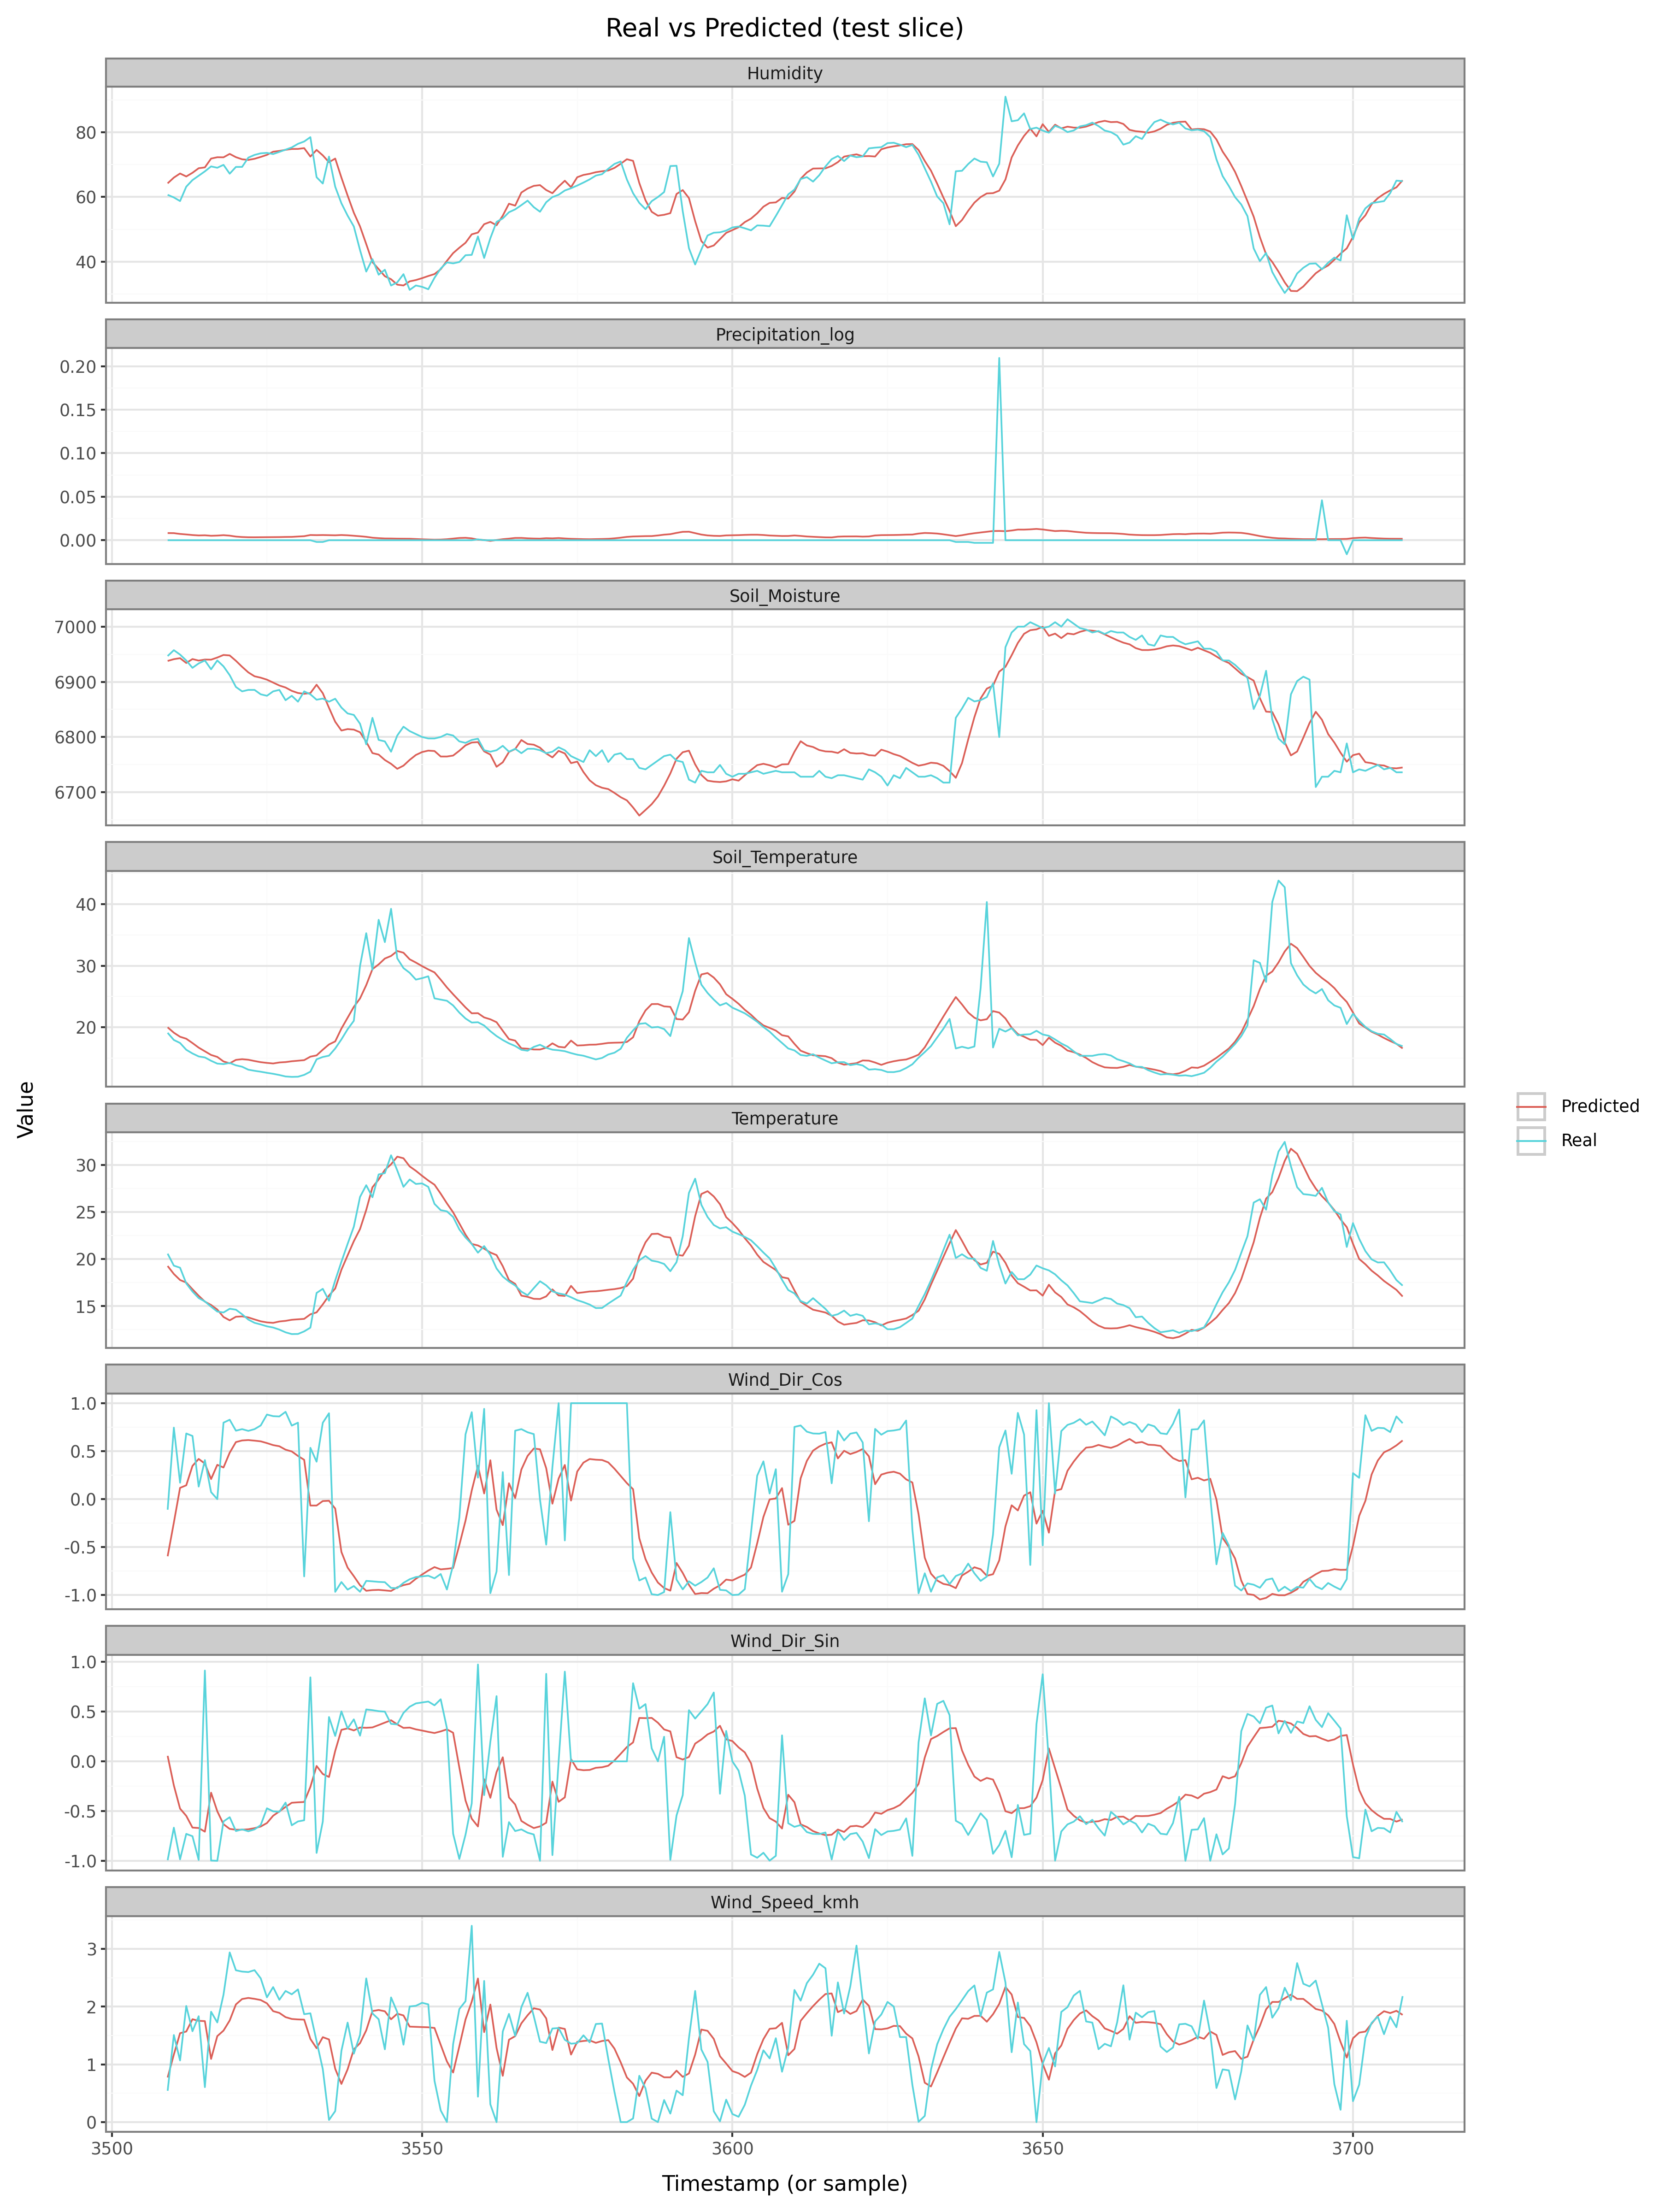 Real vs Predicted (test slice)
Humidity
80
60
40
Precipitation_log
0.20
0.15
0.10
0.05
0.00
Soil_Moisture
7000
6900
6800
6700
Soil_Temperature
40
30
20
Temperature
30
25
20
15
Wind_Dir_Cos
1.0
0.5
0.0
-0.5
-1.0
Wind_Dir_Sin
1.0
0.5
0.0
-0.5
-1.0
Wind_Speed_kmh
3
2
1
0
3500 3550 3600 3650 3700
Timestamp (or sample)
Value
Predicted
Real